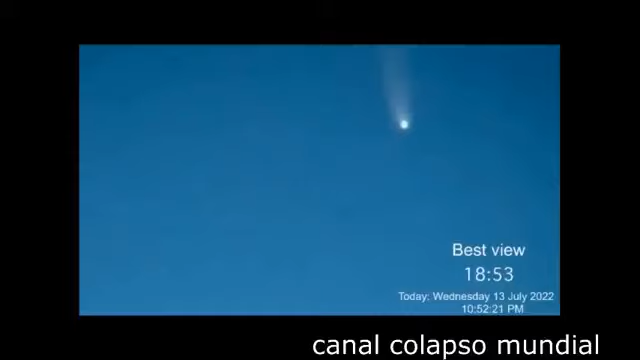 Best view
18:53
Today: Wednesday 13 July 2022
10:52:21 PM
canal colapso mundial